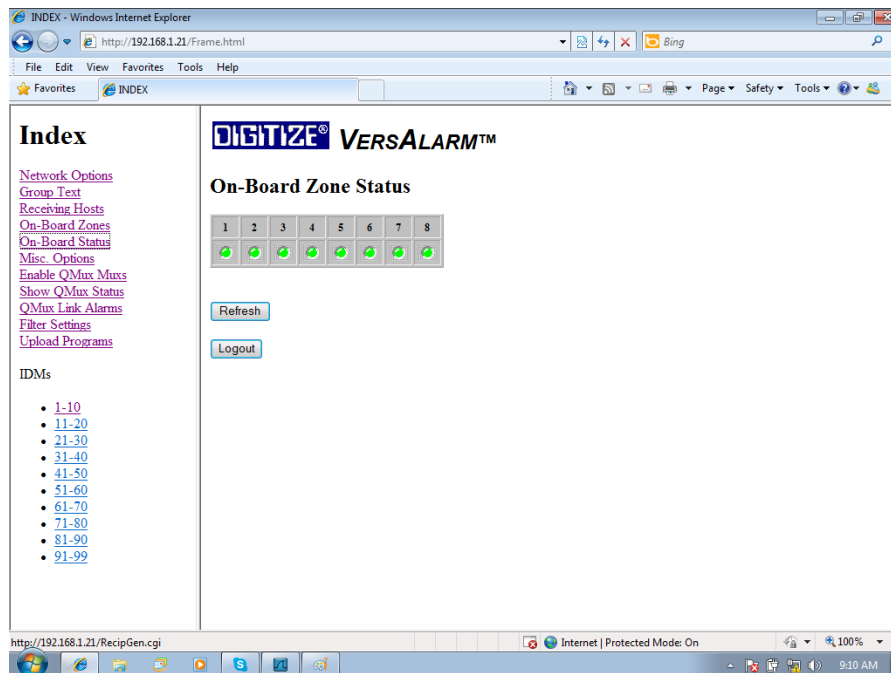 INDEX - Windows Internet Explorer
http://192.168.1.21/Frame.html
Bing
File Edit View Favorites Tools Help
Favorites
INDEX
Page Safety Tools
Index
Network Options
Group Text
Receiving Hosts
On-Board Zones
On-Board Status
Misc. Options
Enable QMux Muxs
Show QMux Status
QMux Link Alarms
Filter Settings
Upload Programs
IDMs
1-10
11-20
21-30
31-40
41-50
51-60
61-70
71-80
81-90
91-99
DIGITIZE® VERSALARM™
On-Board Zone Status
1 2 3 4 5 6 7 8
Refresh
Logout
http://192.168.1.21/RecipGen.cgi
Internet | Protected Mode: On
100%
9:10 AM